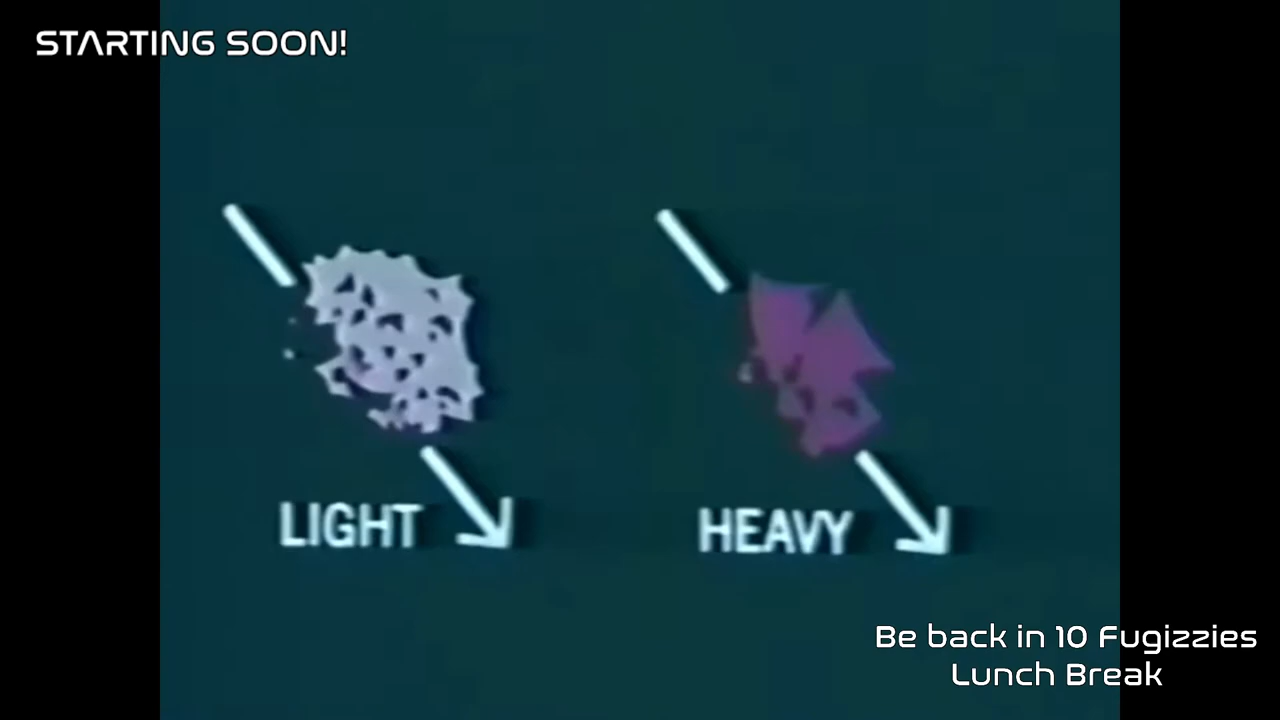 STARTING SOON!
LIGHT
HEAVY
Be back in 10 Fugizzies
Lunch Break